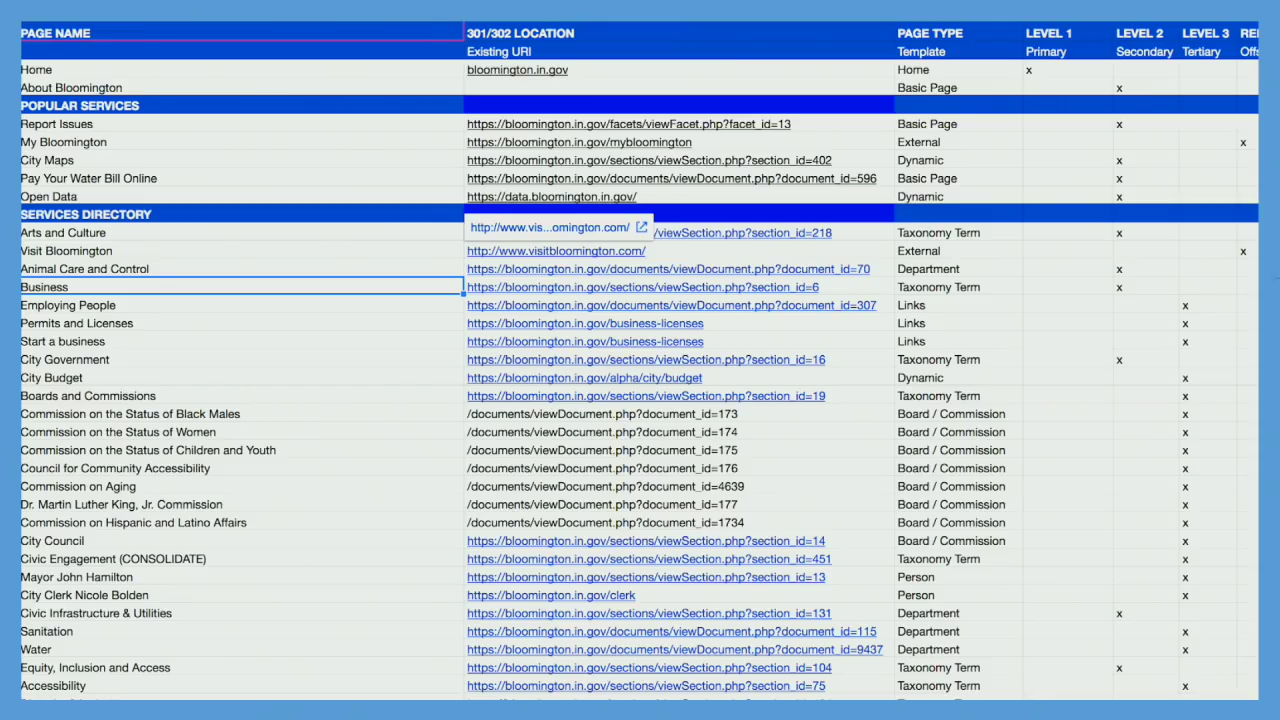 PAGE NAME 301/302 LOCATION PAGE TYPE LEVEL 1 LEVEL 2 LEVEL 3
Existing URI Template Primary Secondary Tertiary
Home bloomington.in.gov Home x
About Bloomington Basic Page x
POPULAR SERVICES
Report Issues https://bloomington.in.gov/facets/viewFacet.php?facet_id=13 Basic Page x
My Bloomington https://bloomington.in.gov/mybloomington External x
City Maps https://bloomington.in.gov/sections/viewSection.php?section_id=402 Dynamic x
Pay Your Water Bill Online https://bloomington.in.gov/documents/viewDocument.php?document_id=596 Basic Page x
Open Data https://data.bloomington.in.gov/ Dynamic x
SERVICES DIRECTORY
http://www.vis...omington.com/
Arts and Culture /viewSection.php?section_id=218 Taxonomy Term x
Visit Bloomington http://www.visitbloomington.com/ External x
Animal Care and Control https://bloomington.in.gov/documents/viewDocument.php?document_id=70 Department x
Business https://bloomington.in.gov/sections/viewSection.php?section_id=6 Taxonomy Term x
Employing People https://bloomington.in.gov/documents/viewDocument.php?document_id=307 Links x
Permits and Licenses https://bloomington.in.gov/business-licenses Links x
Start a business https://bloomington.in.gov/business-licenses Links x
City Government https://bloomington.in.gov/sections/viewSection.php?section_id=16 Taxonomy Term x
City Budget https://bloomington.in.gov/alpha/city/budget Dynamic x
Boards and Commissions https://bloomington.in.gov/sections/viewSection.php?section_id=19 Taxonomy Term x
Commission on the Status of Black Males /documents/viewDocument.php?document_id=173 Board / Commission x
Commission on the Status of Women /documents/viewDocument.php?document_id=174 Board / Commission x
Commission on the Status of Children and Youth /documents/viewDocument.php?document_id=175 Board / Commission x
Council for Community Accessibility /documents/viewDocument.php?document_id=176 Board / Commission x
Commission on Aging /documents/viewDocument.php?document_id=4639 Board / Commission x
Dr. Martin Luther King, Jr. Commission /documents/viewDocument.php?document_id=177 Board / Commission x
Commission on Hispanic and Latino Affairs /documents/viewDocument.php?document_id=1734 Board / Commission x
City Council https://bloomington.in.gov/sections/viewSection.php?section_id=14 Board / Commission x
Civic Engagement (CONSOLIDATE) https://bloomington.in.gov/sections/viewSection.php?section_id=451 Taxonomy Term x
Mayor John Hamilton https://bloomington.in.gov/sections/viewSection.php?section_id=13 Person x
City Clerk Nicole Bolden https://bloomington.in.gov/clerk Person x
Civic Infrastructure & Utilities https://bloomington.in.gov/sections/viewSection.php?section_id=131 Department x
Sanitation https://bloomington.in.gov/documents/viewDocument.php?document_id=115 Department x
Water https://bloomington.in.gov/documents/viewDocument.php?document_id=9437 Department x
Equity, Inclusion and Access https://bloomington.in.gov/sections/viewSection.php?section_id=104 Taxonomy Term x
Accessibility https://bloomington.in.gov/sections/viewSection.php?section_id=75 Taxonomy Term x